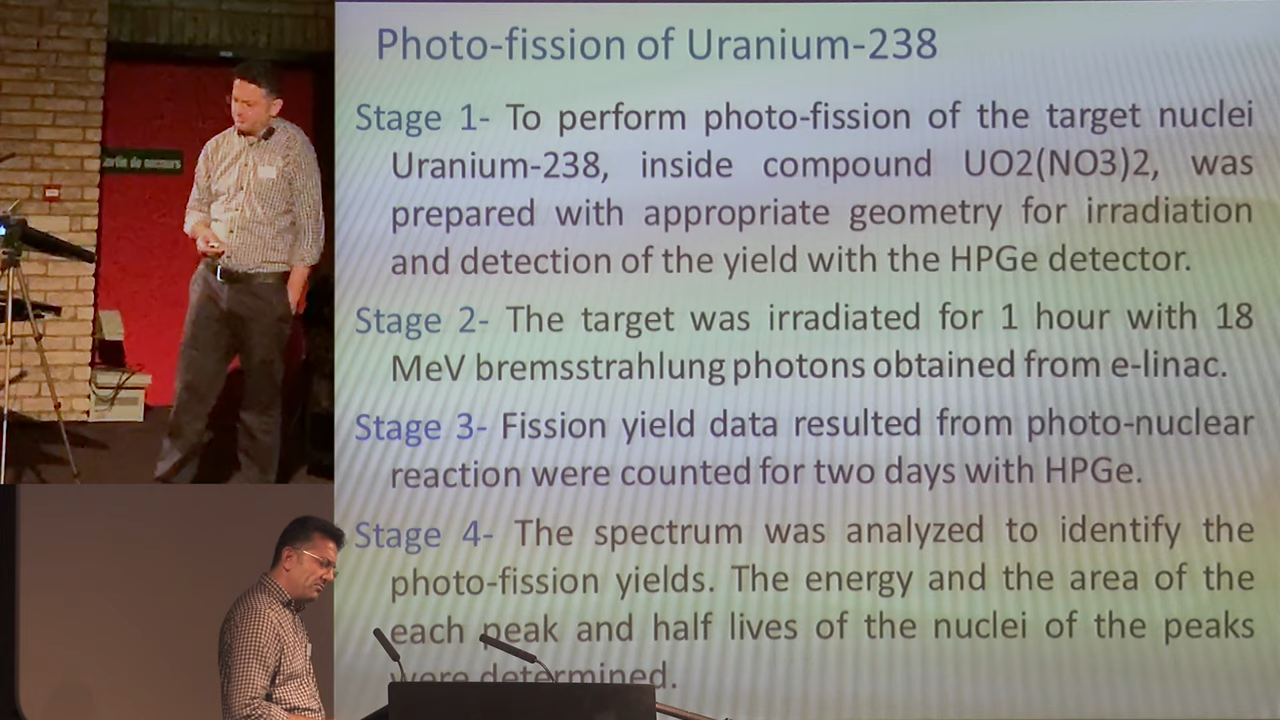 Photo-fission of Uranium-238
Stage 1- To perform photo-fission of the target nuclei
Uranium-238, inside compound UO2(NO3)2, was
prepared with appropriate geometry for irradiation
and detection of the yield with the HPGe detector.
Stage 2- The target was irradiated for 1 hour with 18
MeV bremsstrahlung photons obtained from e-linac.
Stage 3- Fission yield data resulted from photo-nuclear
reaction were counted for two days with HPGe.
Stage 4- The spectrum was analyzed to identify the
photo-fission yields. The energy and the area of the
each peak and half lives of the nuclei of the peaks
were determined.
sortie de secours